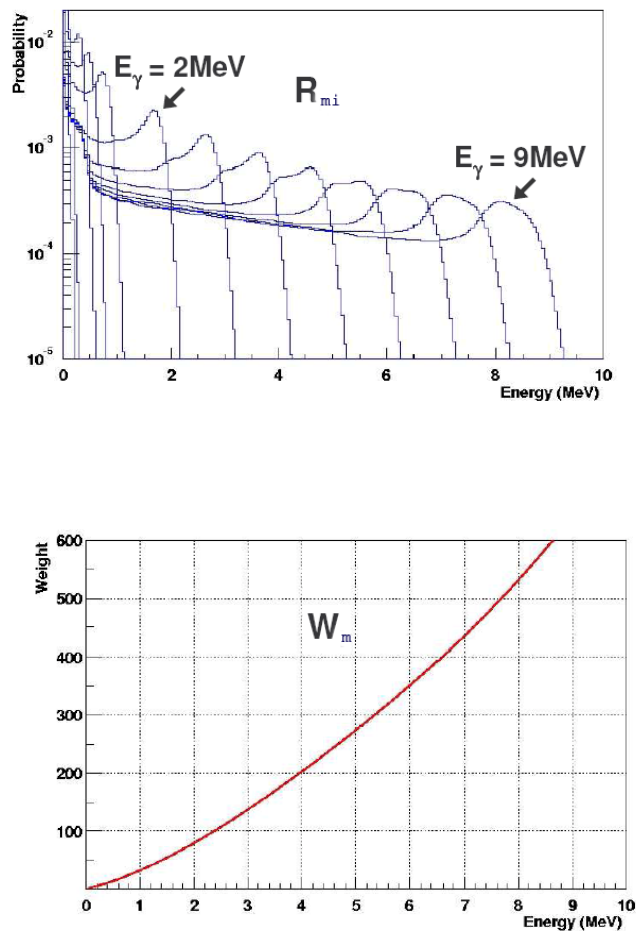 Probability
10⁻²
10⁻³
10⁻⁴
10⁻⁵
E_γ = 2MeV
R_mi
E_γ = 9MeV
0 2 4 6 8 10
Energy (MeV)
Weight
600
500
400
300
200
100
W_m
0 1 2 3 4 5 6 7 8 9 10
Energy (MeV)